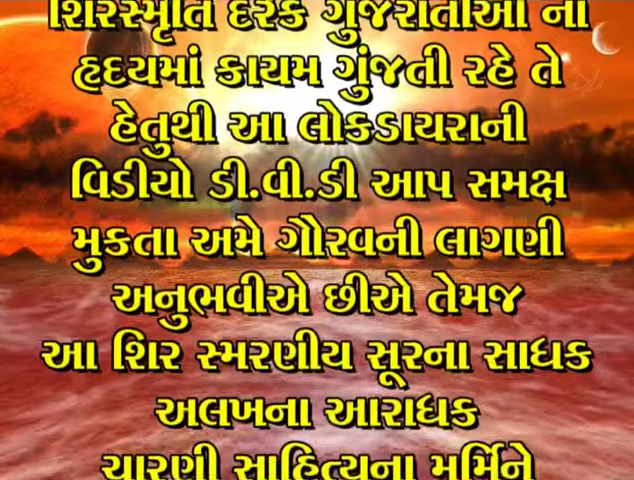 શિરસ્મૃતિ દરેક ગુજરાતીઓ ના
હૃદયમાં કાયમ ગુંજતી રહે તે
હેતુથી આ લોકડાયરાની
વિડીયો ડી.વી.ડી આપ સમક્ષ
મુકતા અમે ગૌરવની લાગણી
અનુભવીએ છીએ તેમજ
આ શિર સ્મરણીય સૂરના સાધક
અલખના આરાધક
ચારણી સાહિત્યના મર્મિને